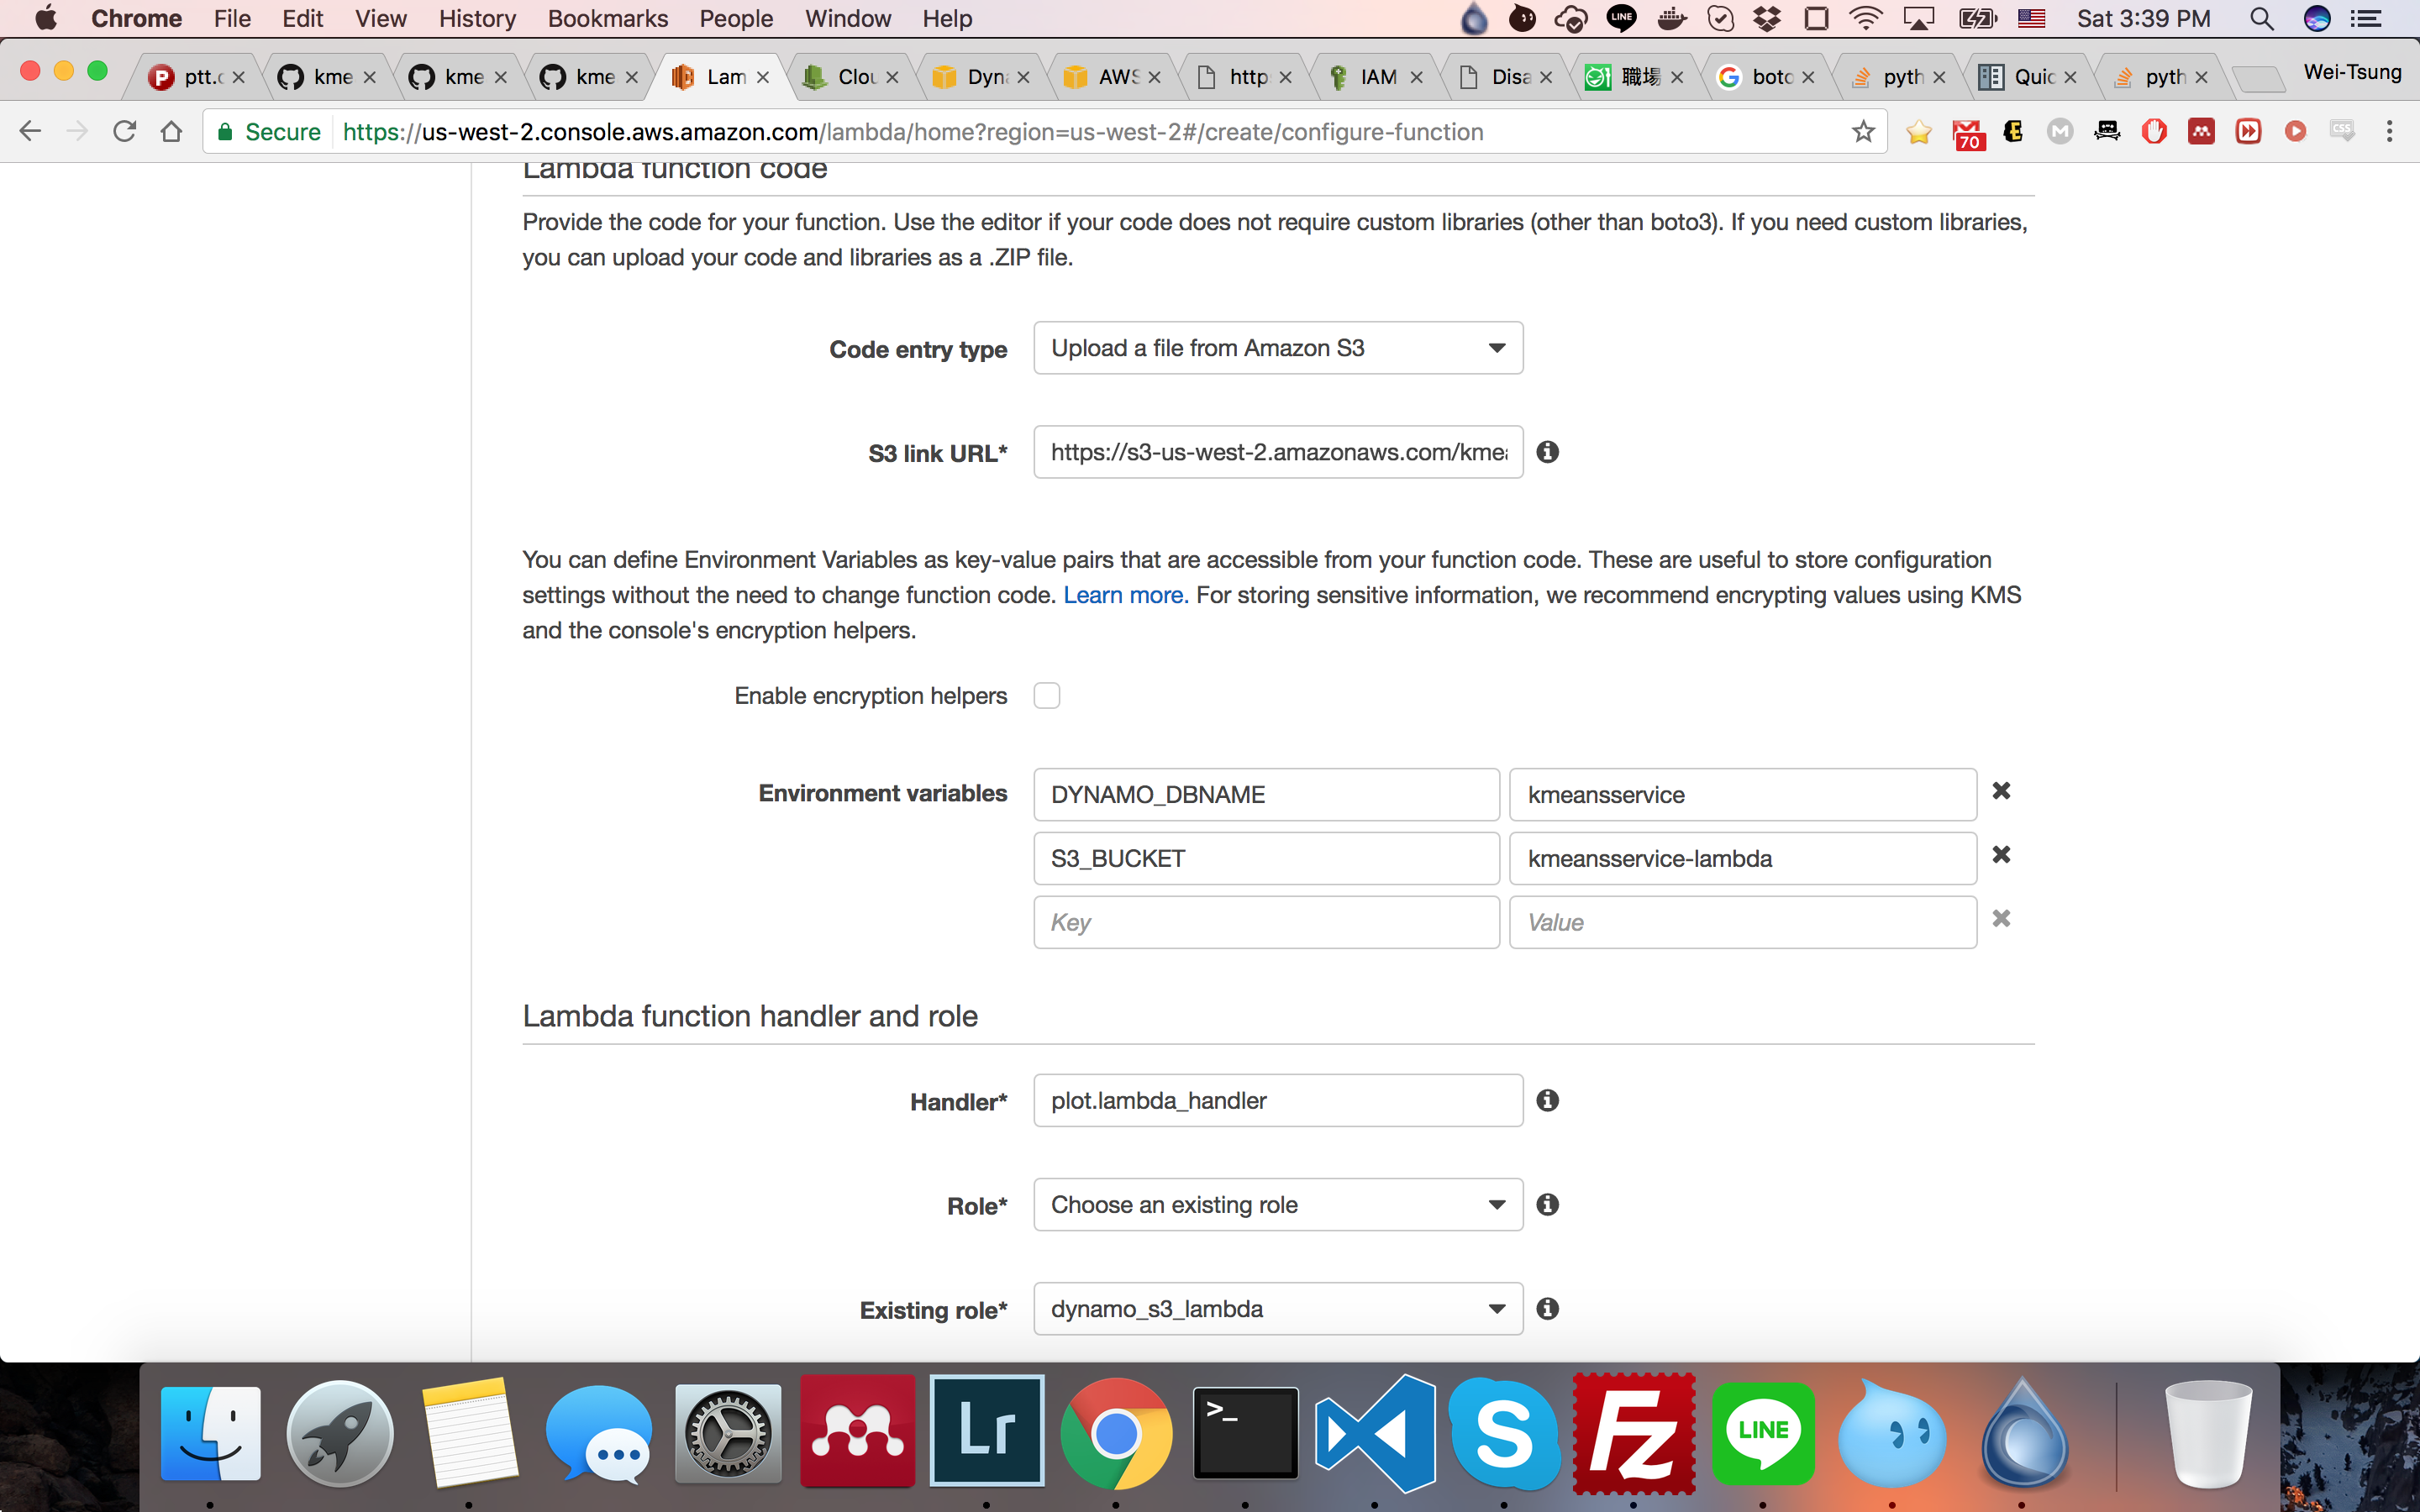 Chrome File Edit View History Bookmarks People Window Help LINE Sat 3:39 PM
ptt.c kme kme kme Lam Clou Dyna AWS http IAM Disa 職場 boto pyth Quic pyth Wei-Tsung
Secure https://us-west-2.console.aws.amazon.com/lambda/home?region=us-west-2#/create/configure-function 70 M CSS
Lambda function code
Provide the code for your function. Use the editor if your code does not require custom libraries (other than boto3). If you need custom libraries,
you can upload your code and libraries as a .ZIP file.
Code entry type Upload a file from Amazon S3
S3 link URL* https://s3-us-west-2.amazonaws.com/kmea
You can define Environment Variables as key-value pairs that are accessible from your function code. These are useful to store configuration
settings without the need to change function code. Learn more. For storing sensitive information, we recommend encrypting values using KMS
and the console's encryption helpers.
Enable encryption helpers
Environment variables DYNAMO_DBNAME kmeansservice
S3_BUCKET kmeansservice-lambda
Key Value
Lambda function handler and role
Handler* plot.lambda_handler
Role* Choose an existing role
Existing role* dynamo_s3_lambda
Lr >_ S Fz LINE